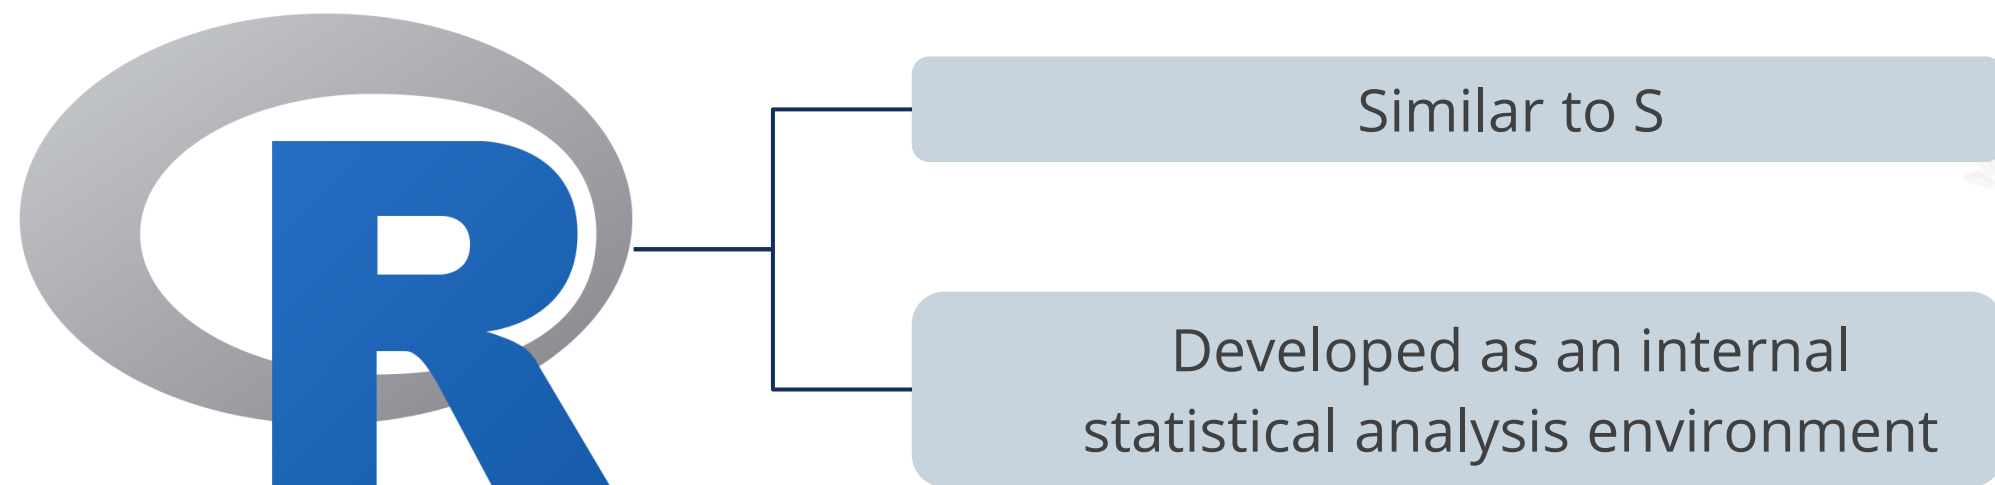 R
Similar to S
Developed as an internal
statistical analysis environment